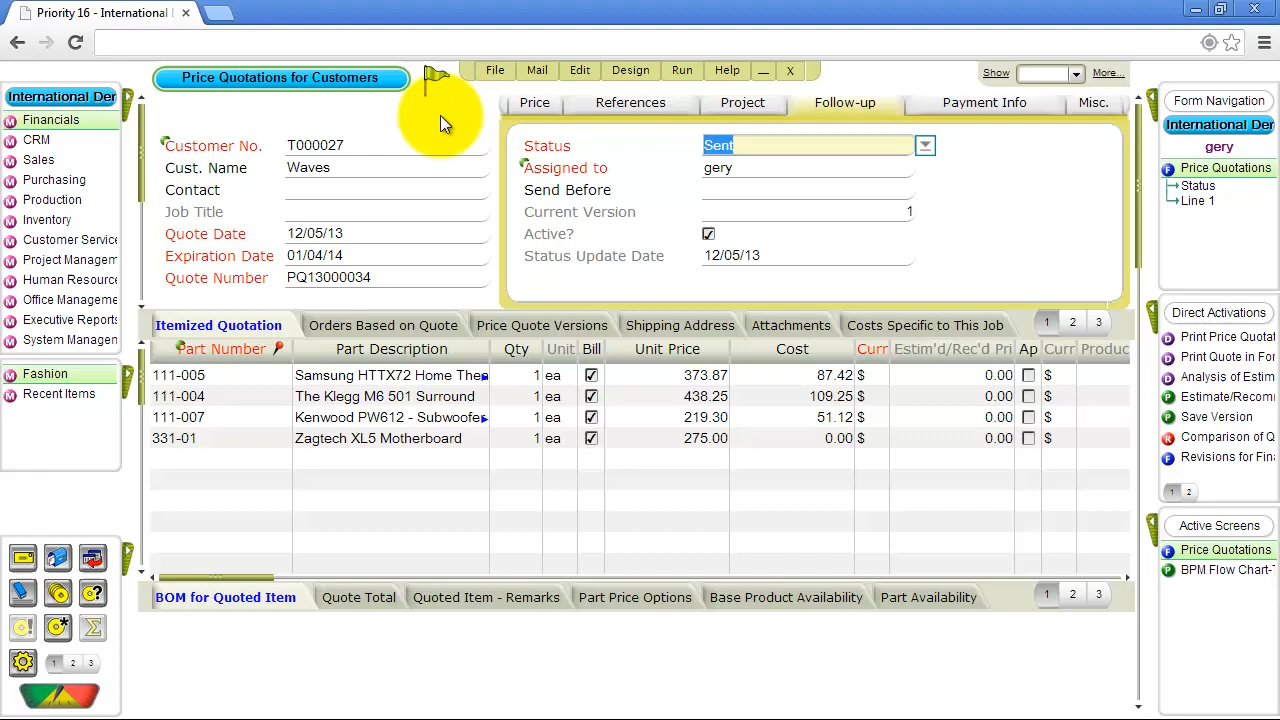 Priority 16 - International
Price Quotations for Customers
File Mail Edit Design Run Help
Show More...
International Der
Financials
CRM
Sales
Purchasing
Production
Inventory
Customer Servic
Project Managem
Human Resource
Office Manageme
Executive Reports
System Managen
Fashion
Recent Items
1 2 3
Customer No. T000027
Cust. Name Waves
Contact
Job Title
Quote Date 12/05/13
Expiration Date 01/04/14
Quote Number PQ13000034
Price References Project Follow-up Payment Info Misc.
Status Sent
Assigned to gery
Send Before
Current Version 1
Active?
Status Update Date 12/05/13
Itemized Quotation Orders Based on Quote Price Quote Versions Shipping Address Attachments Costs Specific to This Job 1 2 3
Part Number Part Description Qty Unit Bill Unit Price Cost Curr Estim'd/Rec'd Pri Ap Curr Produc
111-005 Samsung HTTX72 Home Thea 1 ea 373.87 87.42 $ 0.00 $
111-004 The Klegg M6 501 Surround 1 ea 438.25 109.25 $ 0.00 $
111-007 Kenwood PW612 - Subwoofer 1 ea 219.30 51.12 $ 0.00 $
331-01 Zagtech XL5 Motherboard 1 ea 275.00 0.00 $ 0.00 $
BOM for Quoted Item Quote Total Quoted Item - Remarks Part Price Options Base Product Availability Part Availability 1 2 3
Form Navigation
International Der
gery
Price Quotations
Status
Line 1
Direct Activations
Print Price Quotat
Print Quote in For
Analysis of Estim
Estimate/Recom
Save Version
Comparison of Q
Revisions for Fina
1 2
Active Screens
Price Quotations
BPM Flow Chart-